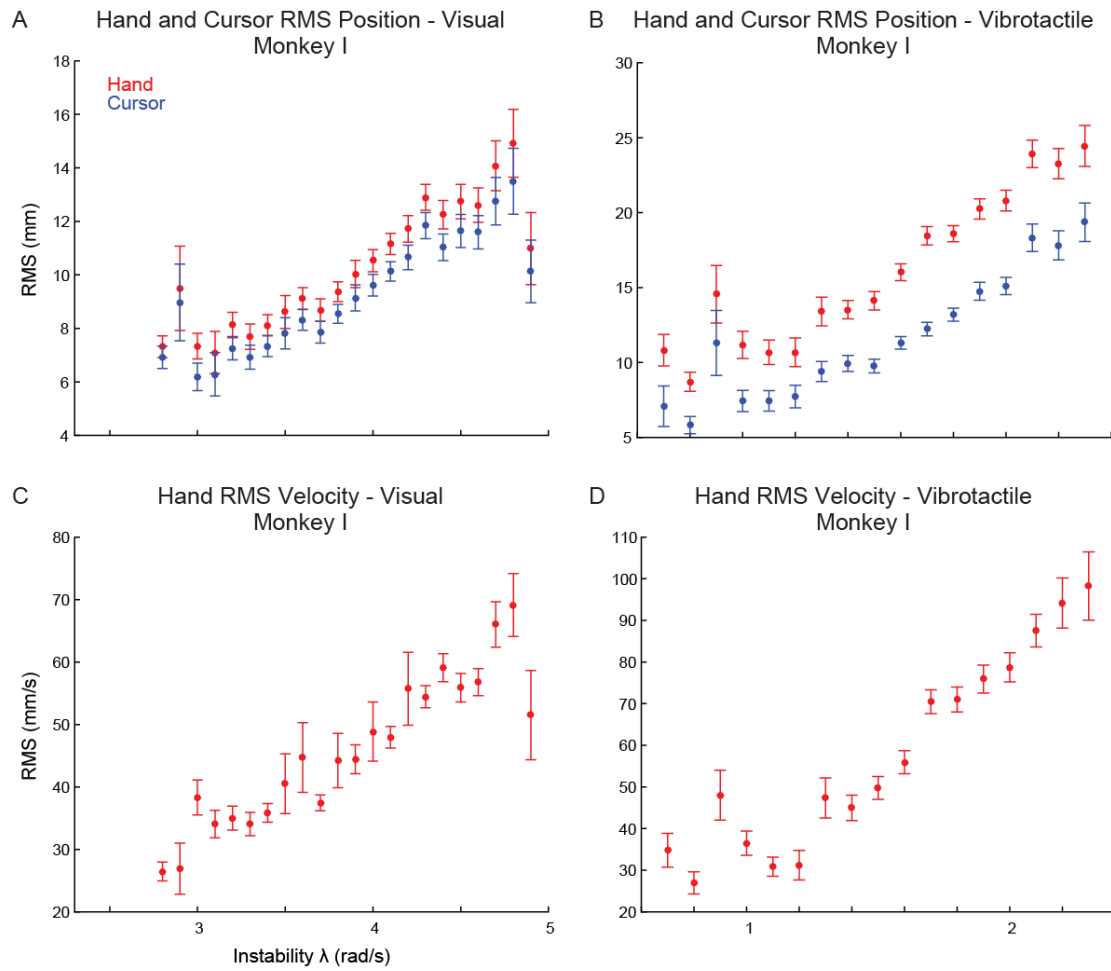 A
Hand and Cursor RMS Position - Visual
Monkey I
18
16
14
12
10
8
6
4
RMS (mm)
Hand
Cursor
B
Hand and Cursor RMS Position - Vibrotactile
Monkey I
30
25
20
15
10
5
C
Hand RMS Velocity - Visual
Monkey I
80
70
60
50
40
30
20
RMS (mm/s)
3
4
5
Instability λ (rad/s)
D
Hand RMS Velocity - Vibrotactile
Monkey I
110
100
90
80
70
60
50
40
30
20
1
2